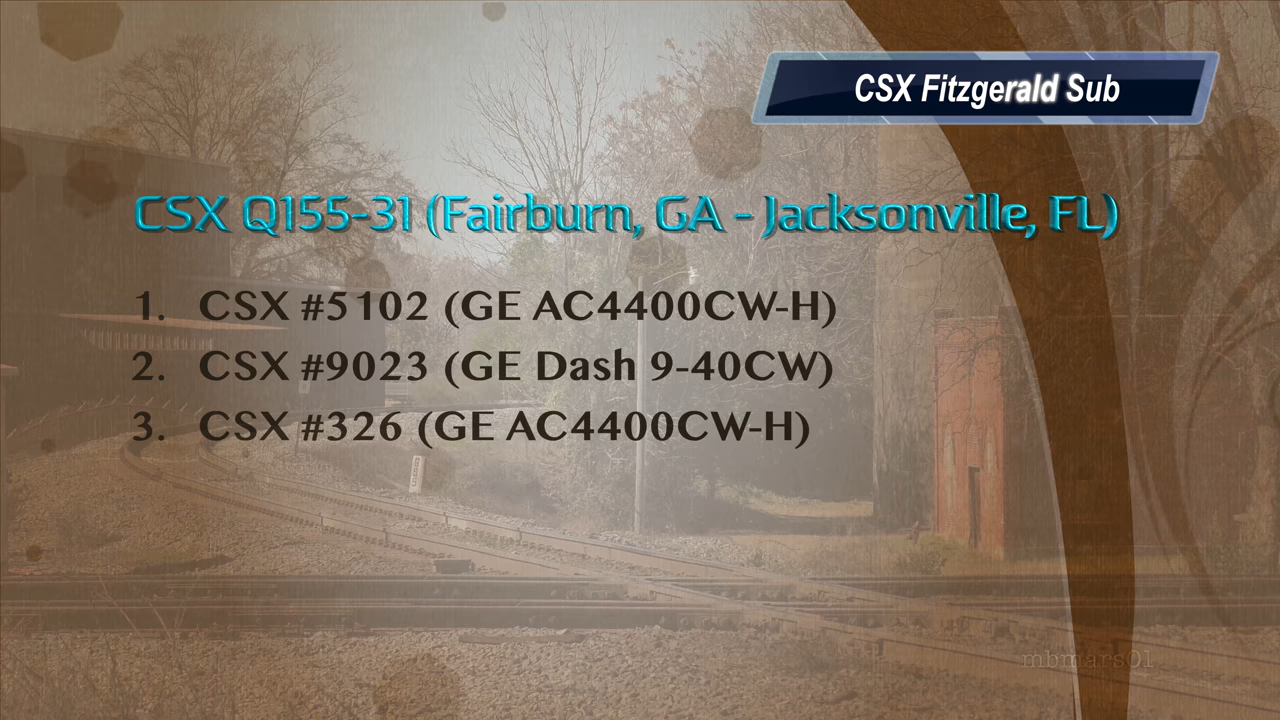 CSX Fitzgerald Sub
CSX Q155-31 (Fairburn, GA - Jacksonville, FL)
1. CSX #5102 (GE AC4400CW-H)
2. CSX #9023 (GE Dash 9-40CW)
3. CSX #326 (GE AC4400CW-H)
mbmars01